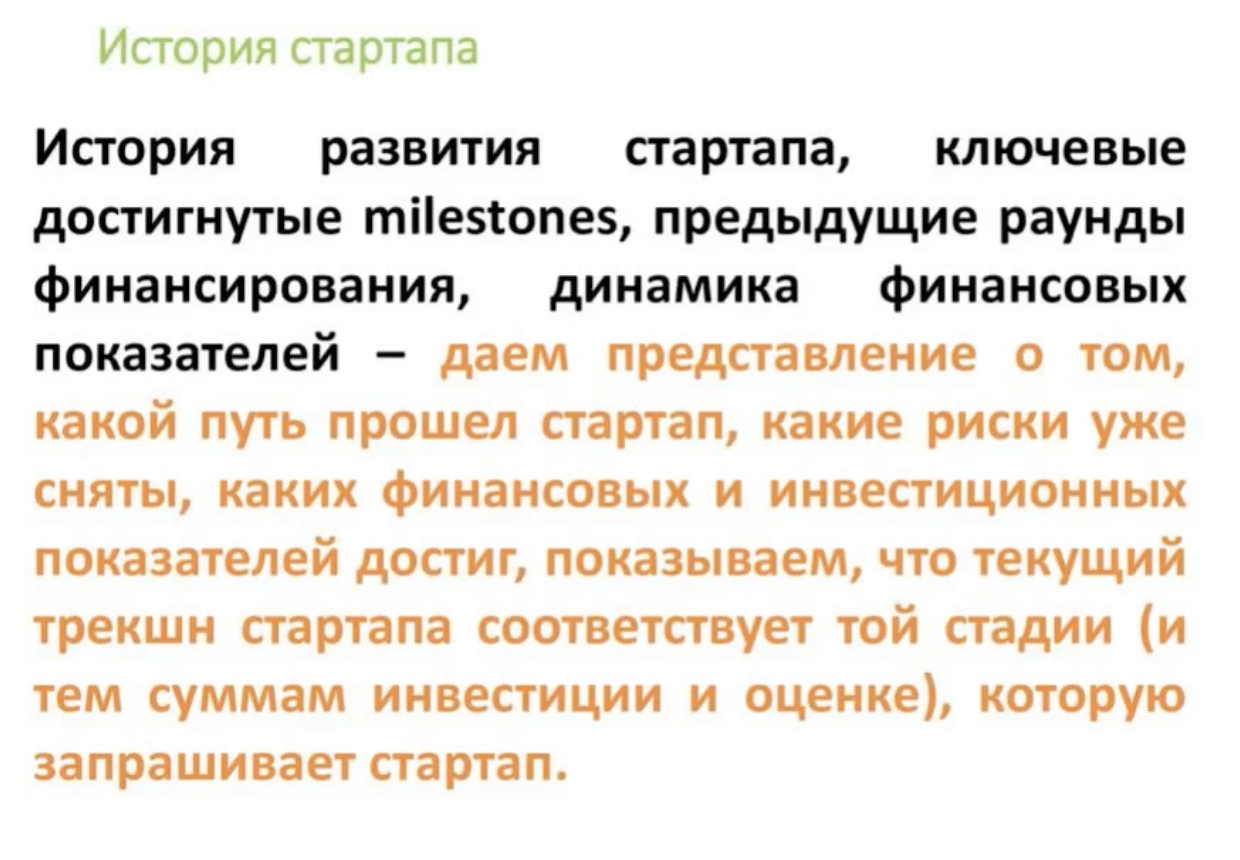 История стартапа
История развития стартапа, ключевые
достигнутые milestones, предыдущие раунды
финансирования, динамика финансовых
показателей – даем представление о том,
какой путь прошел стартап, какие риски уже
сняты, каких финансовых и инвестиционных
показателей достиг, показываем, что текущий
трекшн стартапа соответствует той стадии (и
тем суммам инвестиции и оценке), которую
запрашивает стартап.